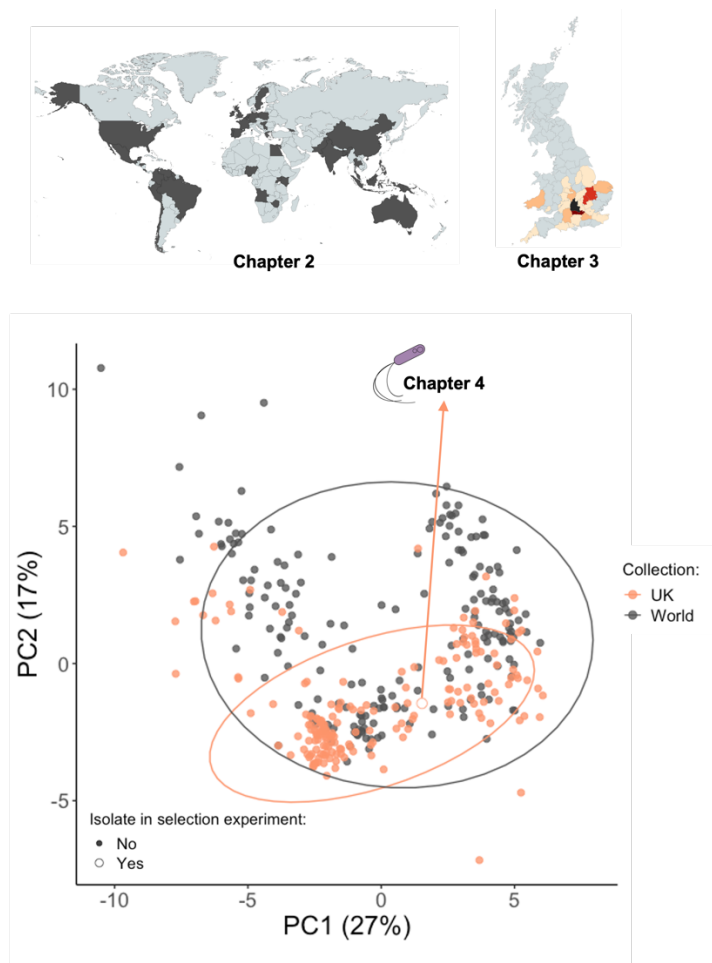 Chapter 2
Chapter 3
Chapter 4
10
5
0
-5
PC2 (17%)
Collection:
UK
World
Isolate in selection experiment:
No
Yes
-10
-5
0
5
PC1 (27%)